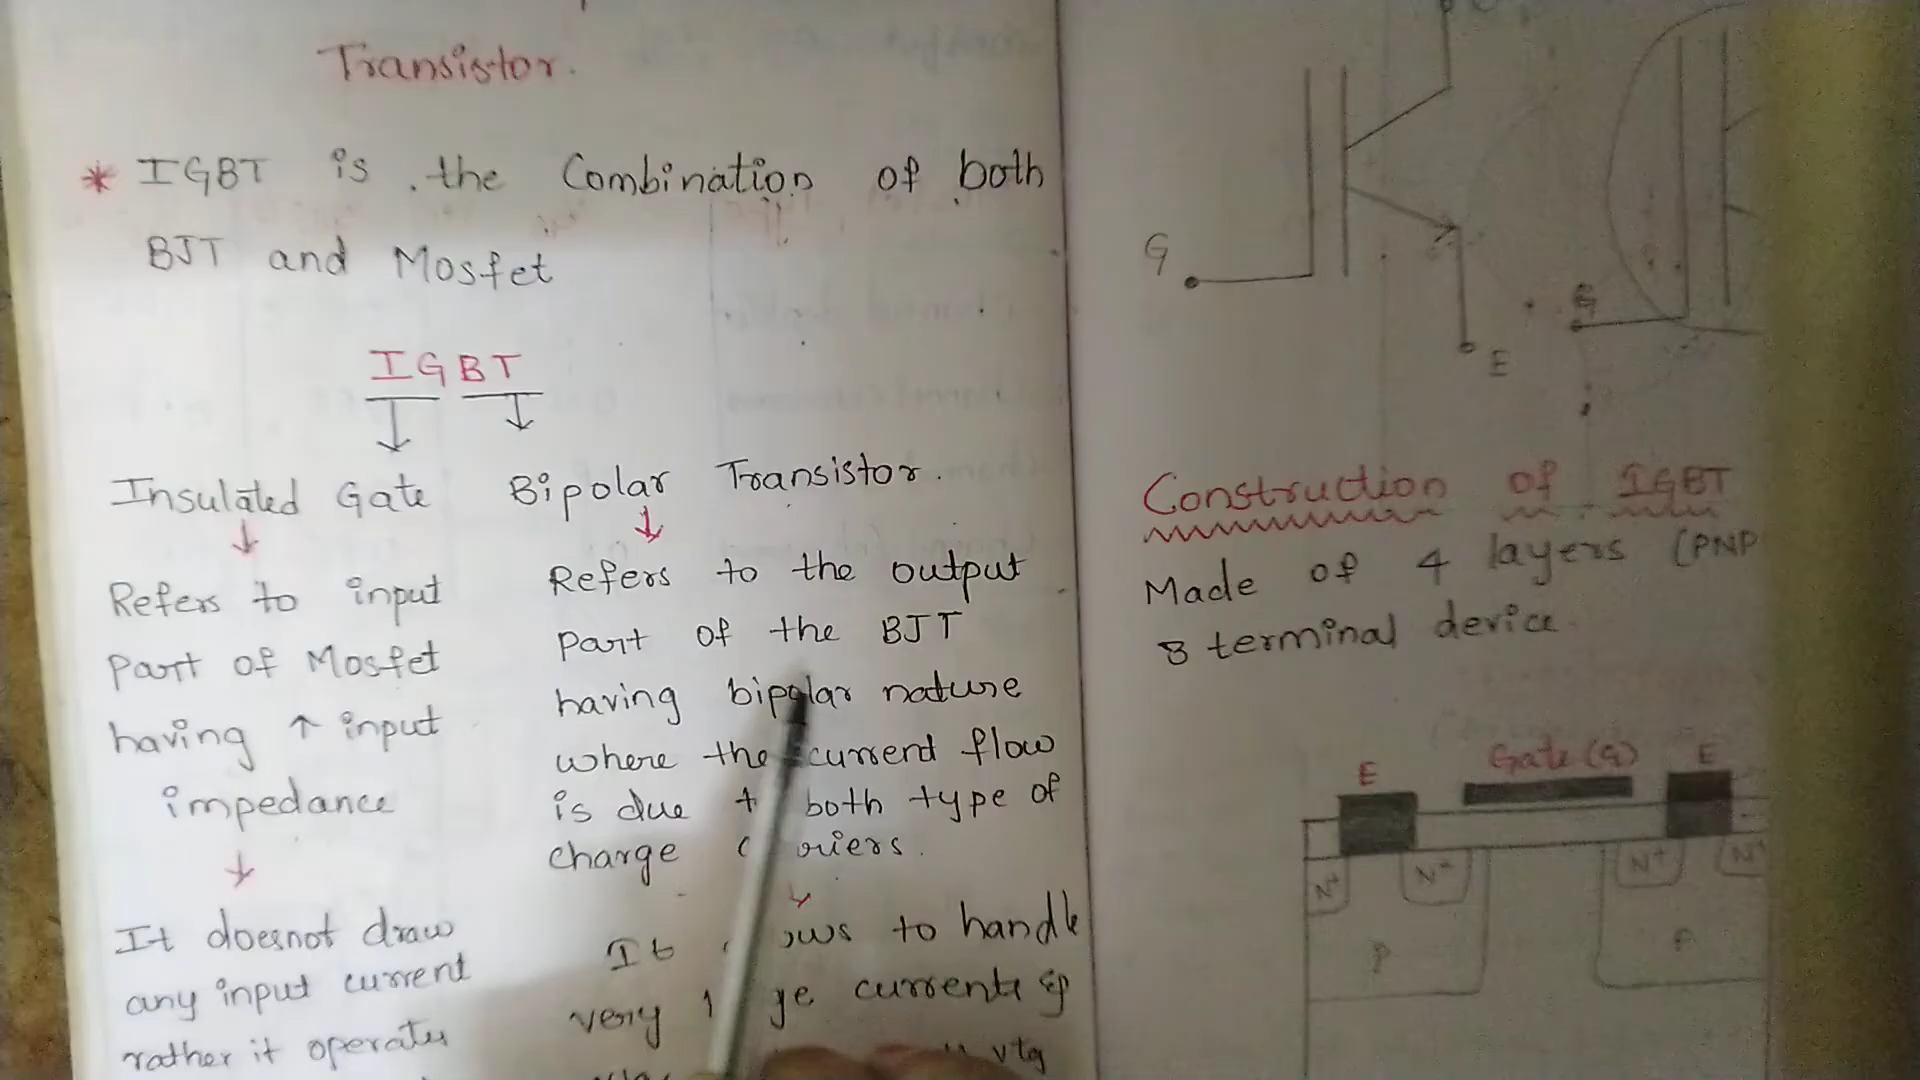 Transistor.
* IGBT is the Combination of both
BJT and Mosfet
IGBT
Insulated Gate Bipolar Transistor.
Refers to input
part of Mosfet
having ↑ input
impedance
It doesnot draw
any input current
rather it operates
Refers to the output
part of the BJT
having bipolar nature
where the current flow
is due both type of
charge
It to handle
very currents
vtg
G
E
G
Construction of IGBT
Made of 4 layers (PNP
3 terminal device
E Gate (G) E
N+ N+ N+ N+
P P